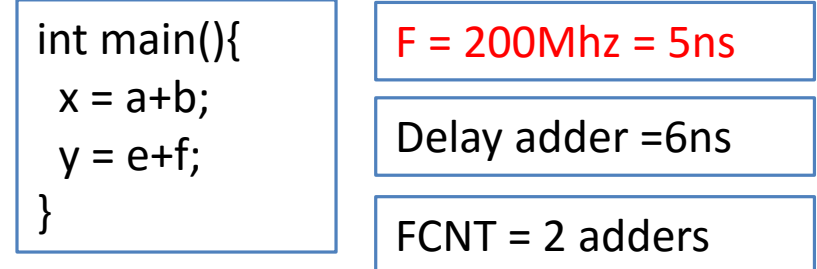 int main(){
x = a+b;
y = e+f;
}
F = 200Mhz = 5ns
Delay adder =6ns
FCNT = 2 adders